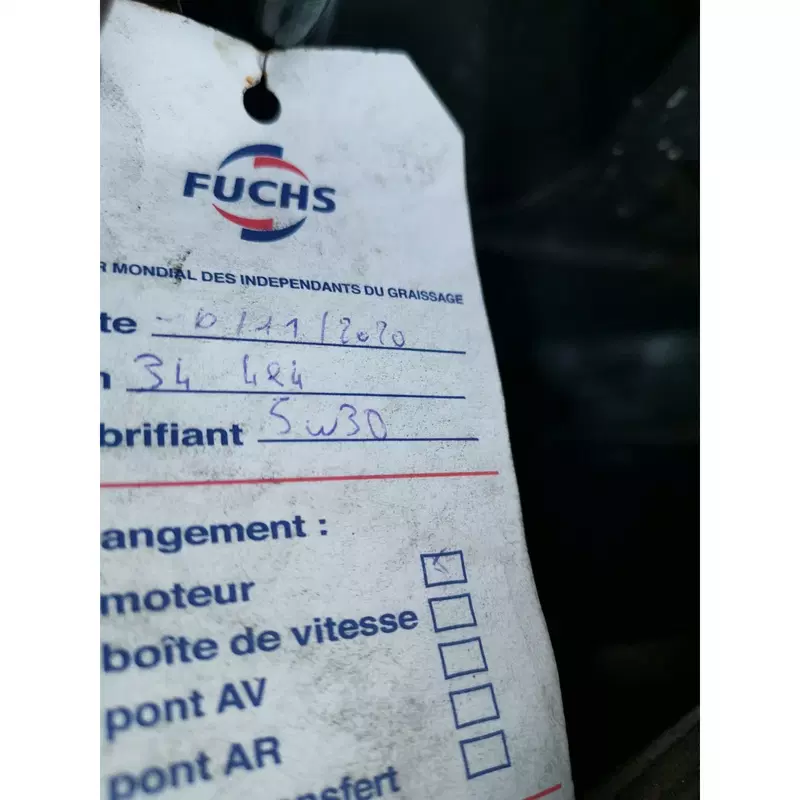 FUCHS
R MONDIAL DES INDEPENDANTS DU GRAISSAGE
te /11/2020
34 424
brifiant 5w30
angement :
moteur
boîte de vitesse
pont AV
pont AR
nsfert